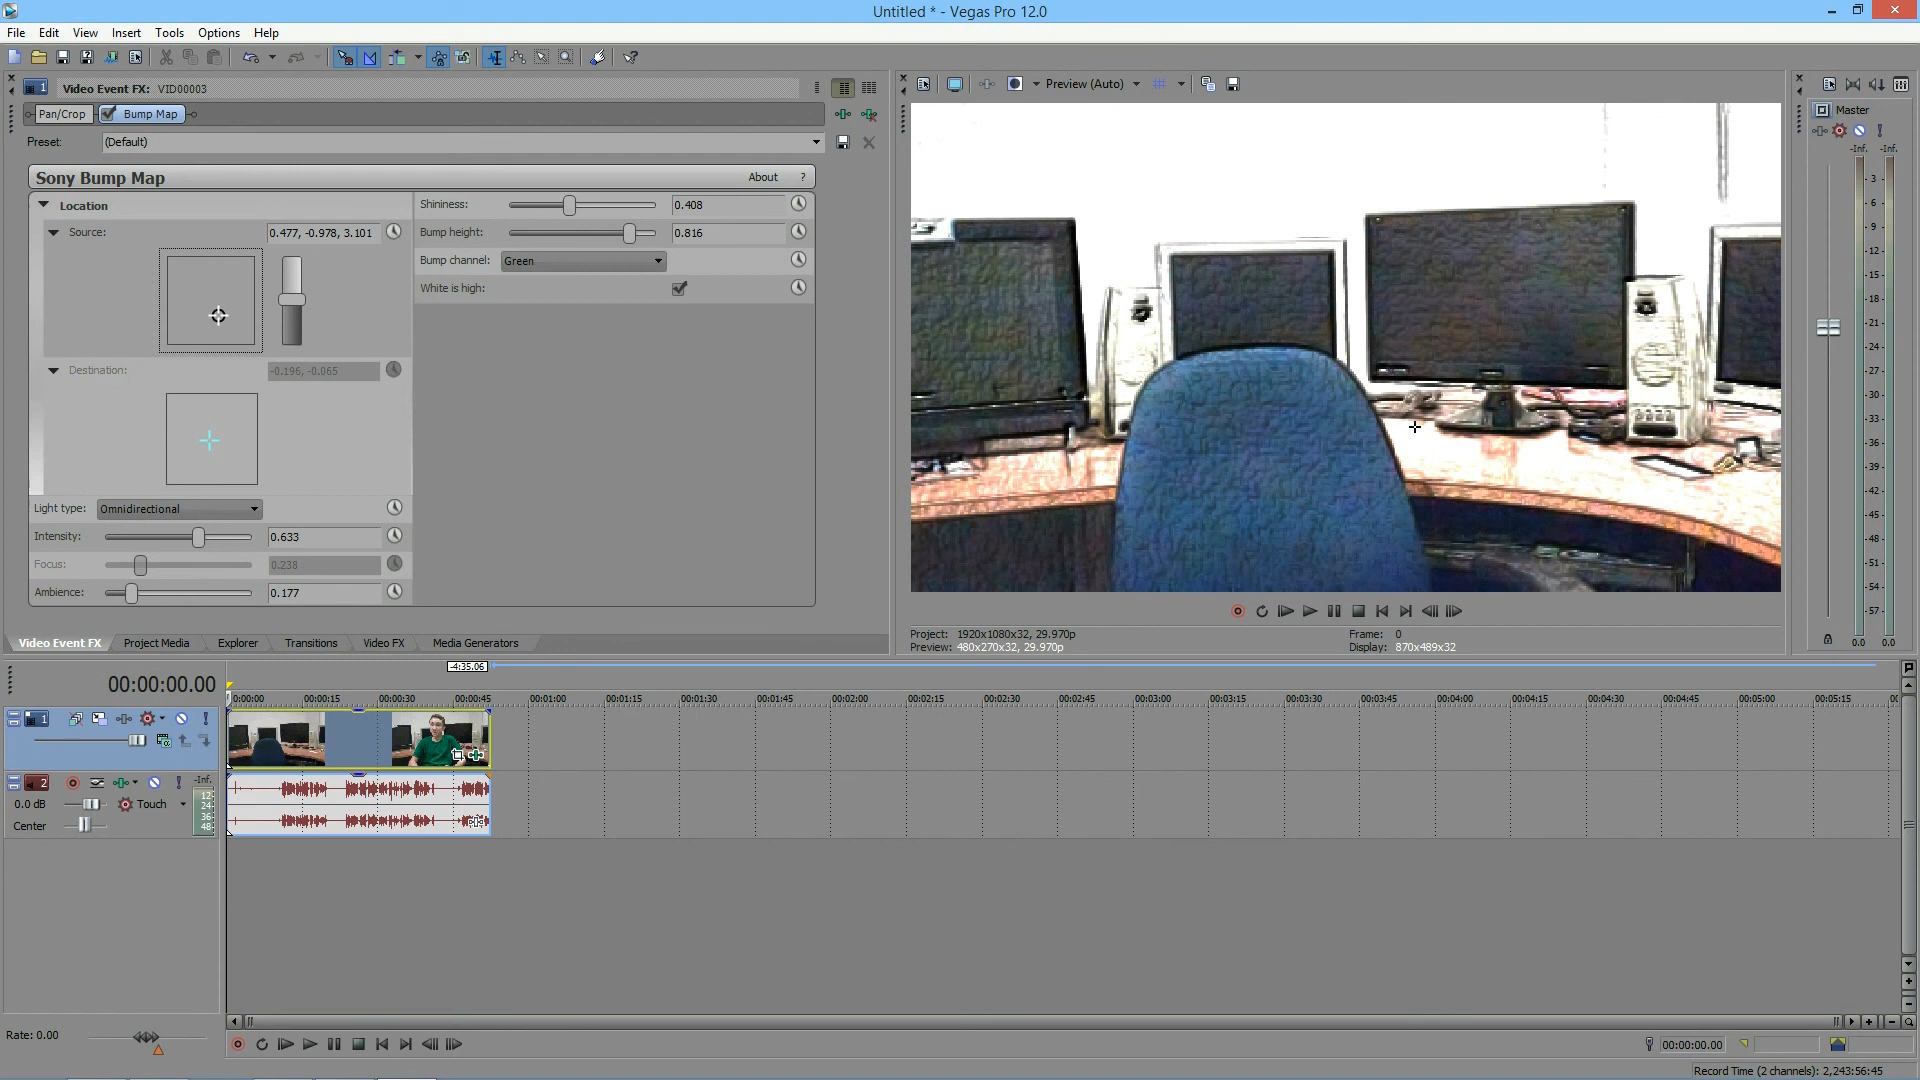 Untitled * - Vegas Pro 12.0
File Edit View Insert Tools Options Help
1 Video Event FX: VID00003
Preview (Auto)
Master
Pan/Crop Bump Map
Preset: (Default)
Sony Bump Map About ?
Location
Source: 0.477, -0.978, 3.101
Destination: -0.196, -0.065
Light type: Omnidirectional
Intensity: 0.633
Focus: 0.238
Ambience: 0.177
Shininess: 0.408
Bump height: 0.816
Bump channel: Green
White is high:
-Inf. -Inf.
- 3 -
- 6 -
- 9 -
-12-
-15-
-18-
-21-
-24-
-27-
-30-
-33-
-36-
-39-
-42-
-45-
-48-
-51-
-54-
-57-
0.0 0.0
Project: 1920x1080x32, 29.970p
Preview: 480x270x32, 29.970p
Frame: 0
Display: 870x489x32
Video Event FX Project Media Explorer Transitions Video FX Media Generators
-4:35.06
00:00:00.00
0:00:00 00:00:15 00:00:30 00:00:45 00:01:00 00:01:15 00:01:30 00:01:45 00:02:00 00:02:15 00:02:30 00:02:45 00:03:00 00:03:15 00:03:30 00:03:45 00:04:00 00:04:15 00:04:30 00:04:45 00:05:00 00:05:15 00
1
2 -Inf.
0.0 dB Touch
Center
12
24
36
48
Rate: 0.00
00:00:00.00
Record Time (2 channels): 2,243:56:45